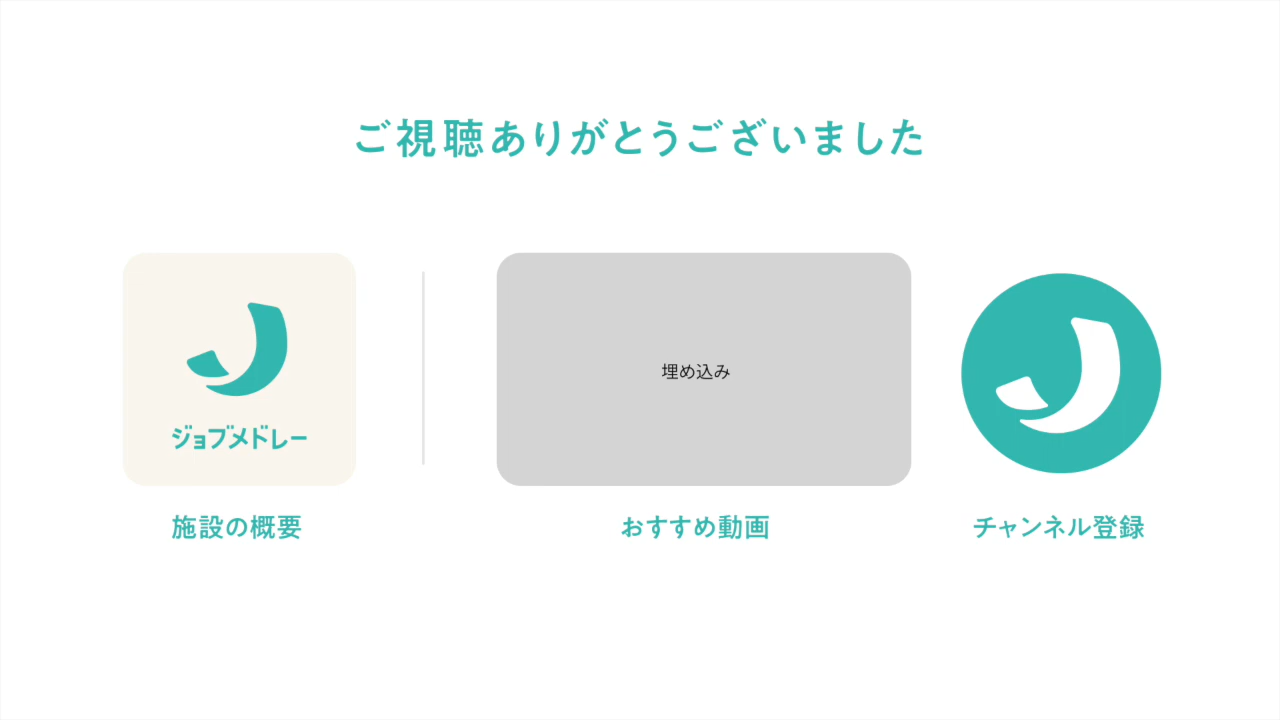 ご視聴ありがとうございました
ジョブメドレー
埋め込み
施設の概要
おすすめ動画
チャンネル登録